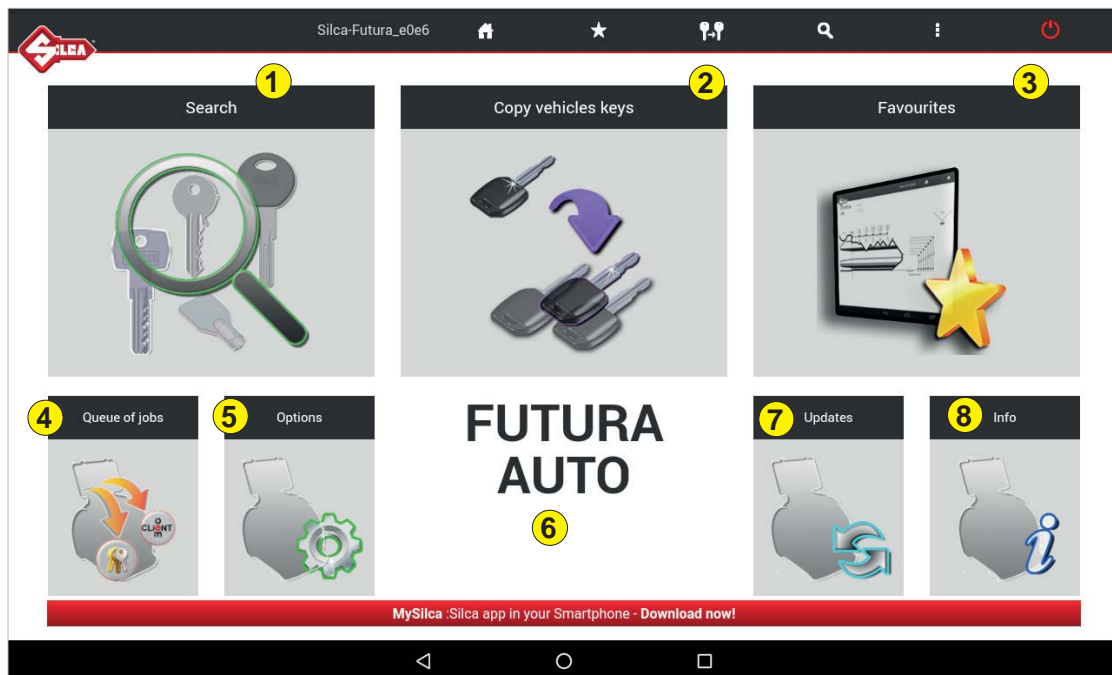 SILCA
Silca-Futura_e0e6
1
Search
2
Copy vehicles keys
3
Favourites
4
Queue of jobs
5
Options
FUTURA
AUTO
6
7
Updates
8
Info
CLIENT
MySilca :Silca app in your Smartphone - Download now!